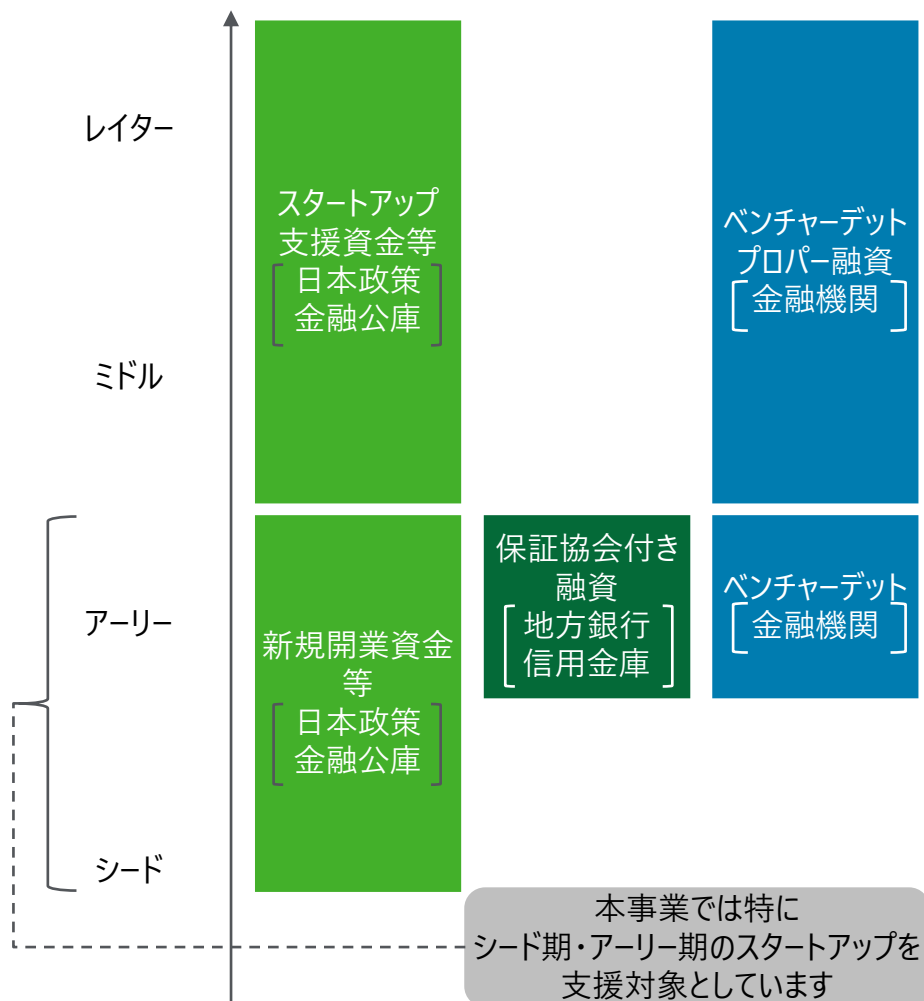 レイター
ミドル
アーリー
シード
スタートアップ
支援資金等
日本政策
金融公庫
ベンチャーデット
プロパー融資
金融機関
新規開業資金
等
日本政策
金融公庫
保証協会付き
融資
地方銀行
信用金庫
ベンチャーデット
金融機関
本事業では特に
シード期・アーリー期のスタートアップを
支援対象としています